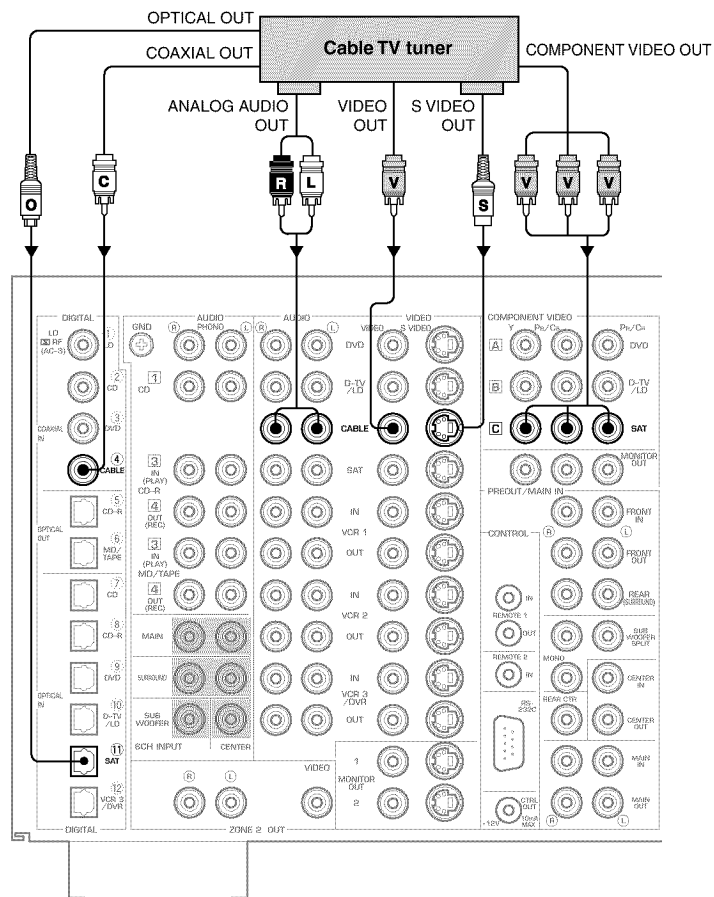 OPTICAL OUT
COAXIAL OUT
Cable TV tuner
COMPONENT VIDEO OUT
ANALOG AUDIO OUT
VIDEO OUT
S VIDEO OUT
O
C
R
L
V
S
V
V
V
DIGITAL
LD
RF
(AC-3)
1
LD
2
CD
3
DVD
COAXIAL
IN
4
CABLE
5
CD-R
OPTICAL
OUT
6
MD/
TAPE
7
CD
8
CD-R
9
DVD
OPTICAL
IN
10
D-TV
/LD
11
SAT
12
VCR 3
/DVR
DIGITAL
GND
AUDIO
R
PHONO
L
1
CD
3
IN
(PLAY)
CD-R
4
OUT
(REC)
3
IN
(PLAY)
MD/TAPE
4
OUT
(REC)
MAIN
SURROUND
SUB
WOOFER
6CH INPUT
CENTER
R
L
VIDEO
ZONE 2 OUT
AUDIO
R
L
VIDEO
VIDEO
S VIDEO
DVD
D-TV
/LD
CABLE
SAT
IN
VCR 1
OUT
IN
VCR 2
OUT
IN
VCR 3
/DVR
OUT
1
MONITOR
OUT
2
COMPONENT VIDEO
Y
PB/CB
PR/CR
A
DVD
B
D-TV
/LD
C
SAT
MONITOR
OUT
PREOUT/MAIN IN
R
L
FRONT
IN
FRONT
OUT
REAR
(SURROUND)
SUB
WOOFER
SPLIT
MONO
CENTER
IN
REAR CTR
CENTER
OUT
MAIN
IN
MAIN
OUT
R
L
CONTROL
IN
REMOTE 1
OUT
REMOTE 2
IN
RS-
232C
CTRL
OUT
+12V
10mA
MAX